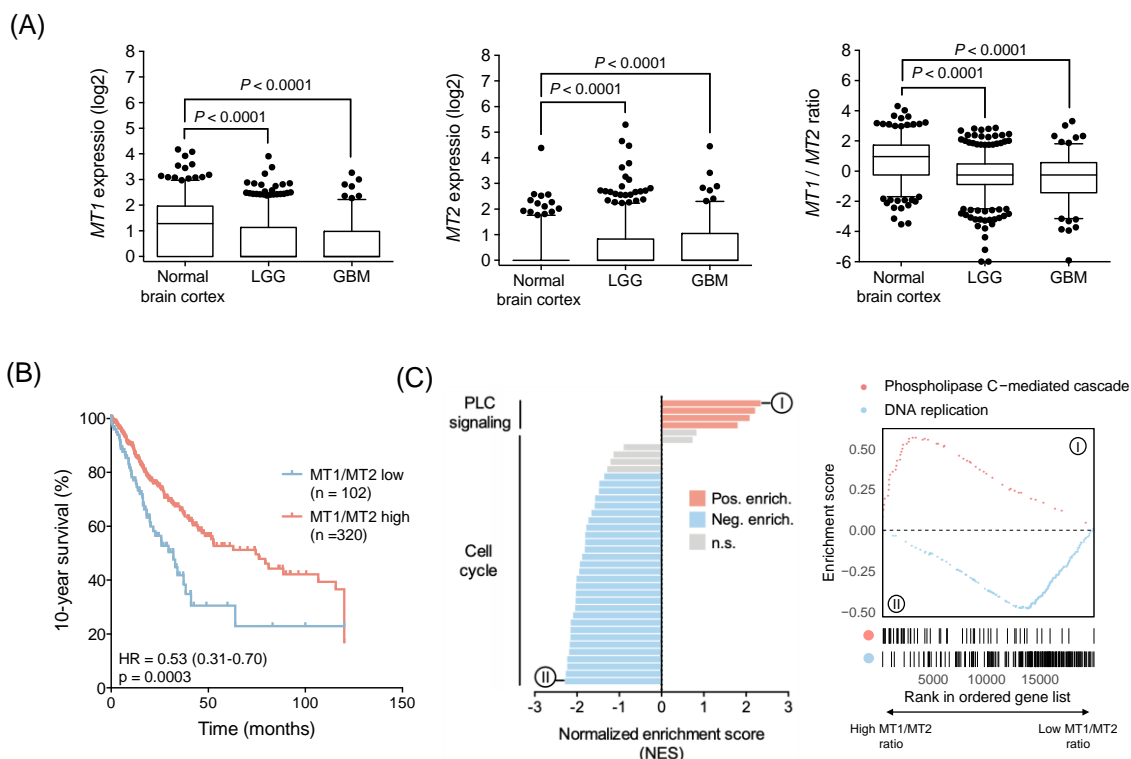 (A)
MT1 expressio (log2)
8
7
6
5
4
3
2
1
0
P < 0.0001
P < 0.0001
Normal
brain cortex
LGG
GBM
MT2 expressio (log2)
8
7
6
5
4
3
2
1
0
P < 0.0001
P < 0.0001
Normal
brain cortex
LGG
GBM
MT1 / MT2 ratio
8
6
4
2
0
-2
-4
-6
P < 0.0001
P < 0.0001
Normal
brain cortex
LGG
GBM
(B)
10-year survival (%)
100
80
60
40
20
0
MT1/MT2 low
(n = 102)
MT1/MT2 high
(n =320)
HR = 0.53 (0.31-0.70)
p = 0.0003
0
50
100
150
Time (months)
(C)
PLC
signaling
Cell
cycle
I
II
Pos. enrich.
Neg. enrich.
n.s.
-3
-2
-1
0
1
2
3
Normalized enrichment score
(NES)
Phospholipase C−mediated cascade
DNA replication
Enrichment score
0.50
0.25
0.00
−0.25
−0.50
I
II
5000
10000
15000
Rank in ordered gene list
High MT1/MT2
ratio
Low MT1/MT2
ratio